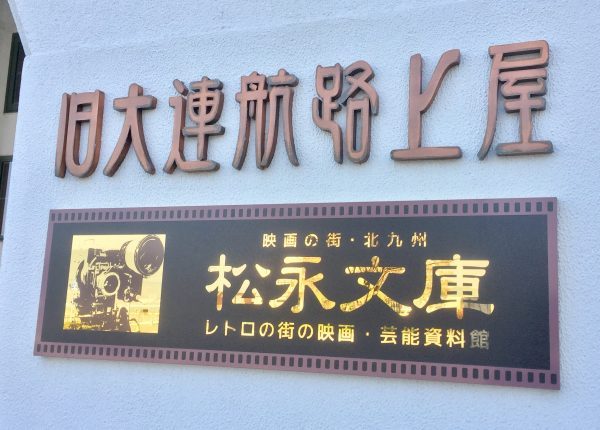 旧大連航路上屋
映画の街・北九州
松永文庫
レトロの街の映画・芸能資料館